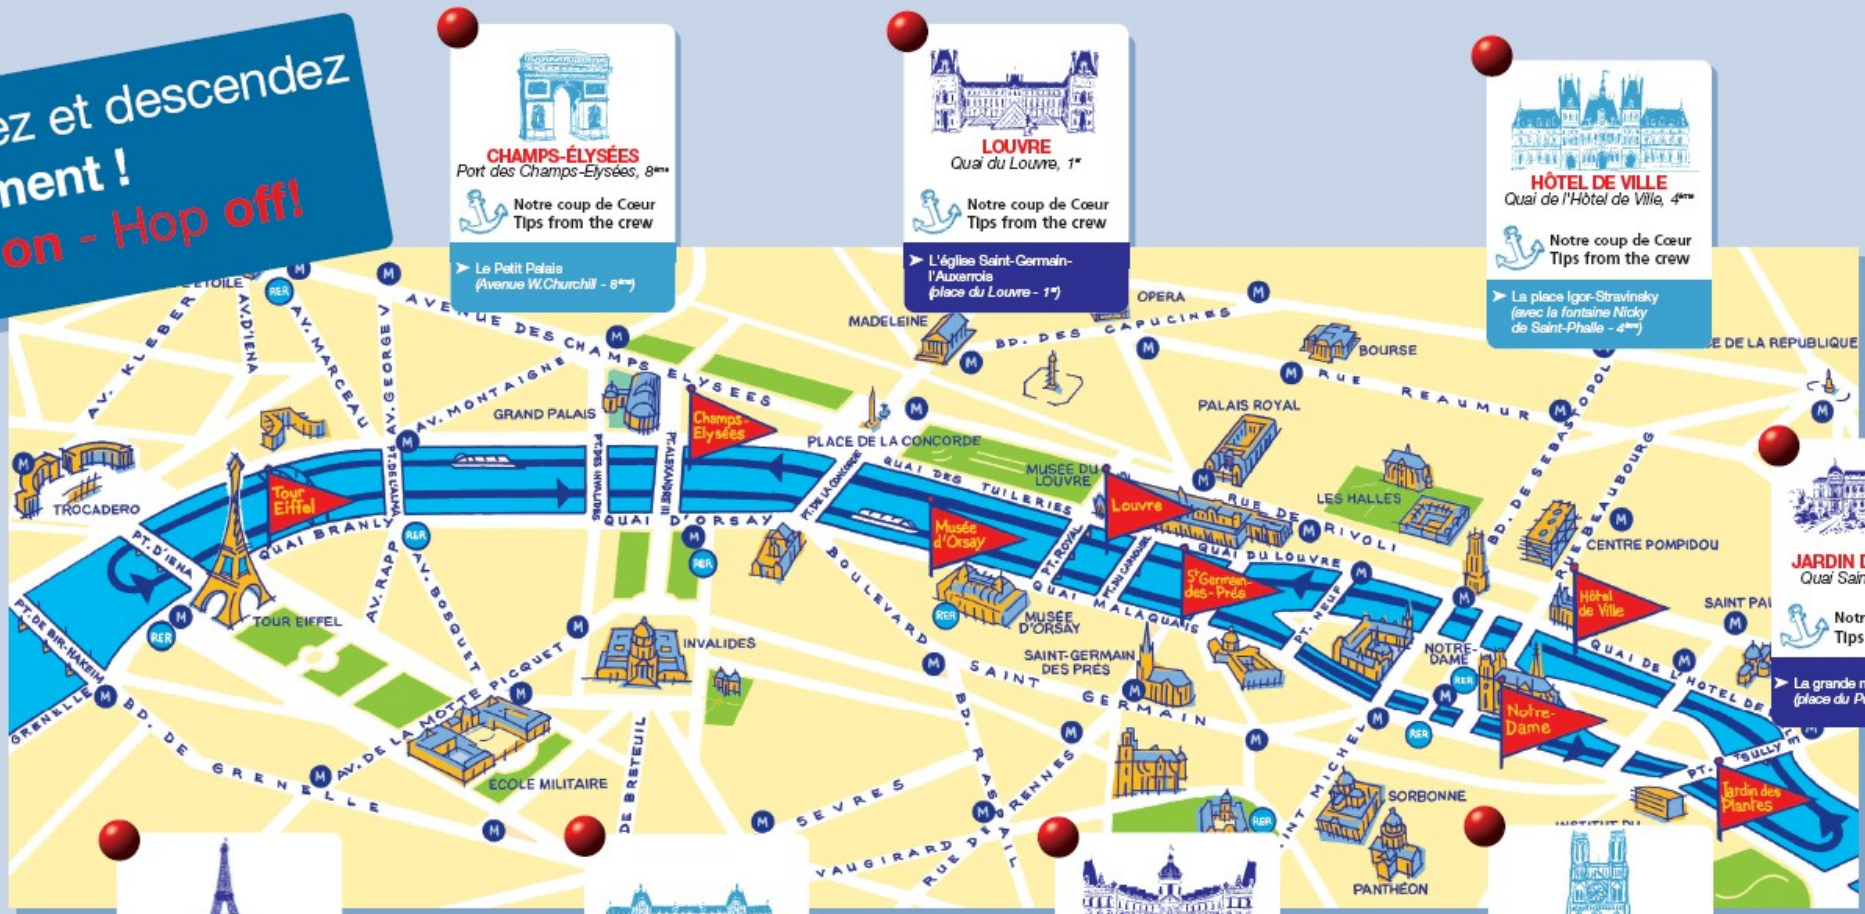 ez et descendez
ment !
on - Hop off!
CHAMPS-ÉLYSÉES
Port des Champs-Elysées, 8ème
Notre coup de Cœur
Tips from the crew
➤ Le Petit Palais
(Avenue W.Churchill - 8ème)
LOUVRE
Quai du Louvre, 1er
Notre coup de Cœur
Tips from the crew
➤ L'église Saint-Germain-
l'Auxerrois
(place du Louvre - 1er)
HÔTEL DE VILLE
Quai de l'Hôtel de Ville, 4ème
Notre coup de Cœur
Tips from the crew
➤ La place Igor-Stravinsky
(avec la fontaine Nicky
de Saint-Phalle - 4ème)
JARDIN D
Quai Sain
Notr
Tips
➤ La grande m
(place du Pu
ETOILE
RER
M
AV. KLEBER
AV. D'IENA
AV. MARCEAU
AV. GEORGE V
AVENUE DES CHAMPS ELYSEES
AV. MONTAIGNE
GRAND PALAIS
Champs-
Elysées
MADELEINE
OPERA
BD. DES CAPUCINES
BOURSE
RUE REAUMUR
E DE LA RÉPUBLIQUE
PALAIS ROYAL
PLACE DE LA CONCORDE
PT. DE LA CONCORDE
QUAI DES TUILERIES
MUSÉE DU
LOUVRE
Louvre
RUE DE RIVOLI
LES HALLES
BD. DE SEBASTOPOL
RUE BEAUBOURG
CENTRE POMPIDOU
TROCADERO
Tour
Eiffel
PT. DE L'ALMA
PT. DES INVALIDES
PT. ALEXANDRE III
QUAI D'ORSAY
QUAI BRANLY
PT. D'IENA
PT. DE BIR-HAKEIM
TOUR EIFFEL
AV. RAPP
AV. BOSQUET
Musée
d'Orsay
MUSÉE
D'ORSAY
PT. ROYAL
PT. DU CARROUSEL
QUAI MALAQUAIS
QUAI DU LOUVRE
St Germain-
des-Prés
PT. NEUF
Hôtel
de Ville
SAINT PAU
QUAI DE L'HOTEL DE
NOTRE-
DAME
Notre-
Dame
INVALIDES
BOULEVARD SAINT GERMAIN
SAINT-GERMAIN
DES PRÉS
BD. RASPAIL
RUE DE RENNES
GRENELLE
BD. DE GRENELLE
AV. DE LA MOTTE PICQUET
ECOLE MILITAIRE
DE BRETEUIL
SEVRES
VAUGIRARD
INT MICHEL
SORBONNE
PANTHÉON
INSTITUT DU
PT. SULLY
Jardin des
Plantes